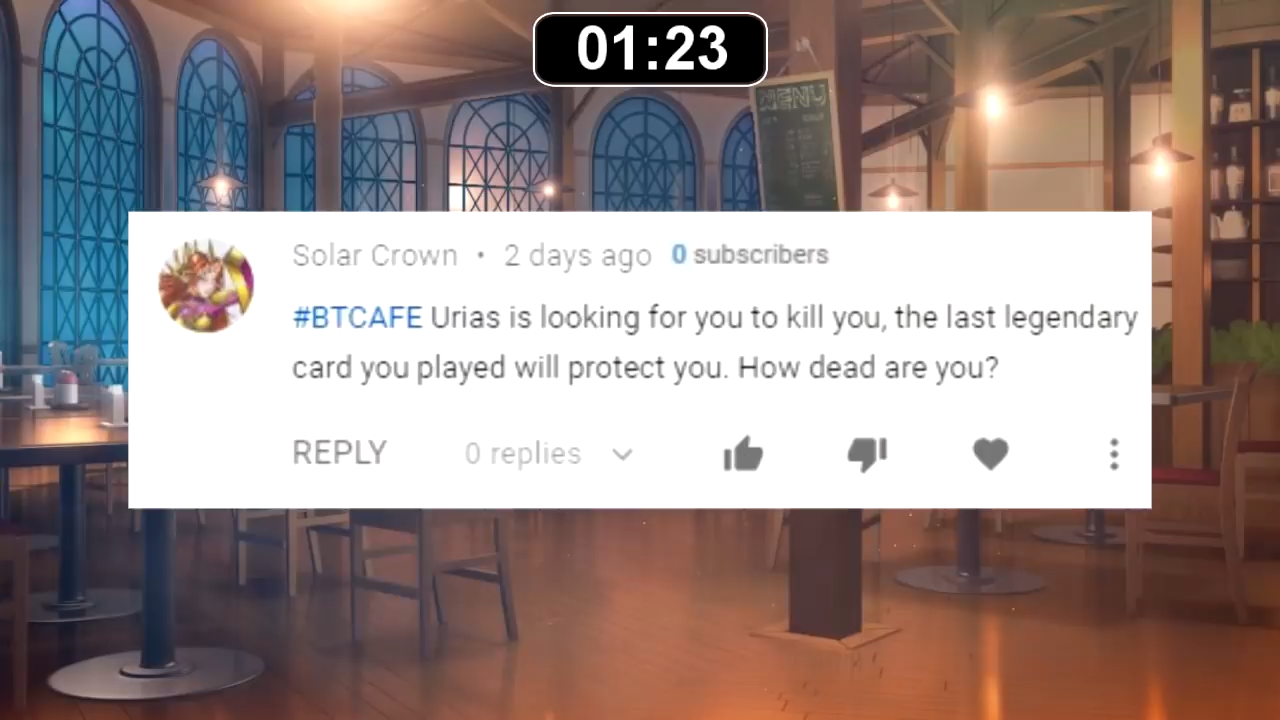 01:23
MENU
Solar Crown • 2 days ago 0 subscribers
#BTCAFE Urias is looking for you to kill you, the last legendary
card you played will protect you. How dead are you?
REPLY 0 replies